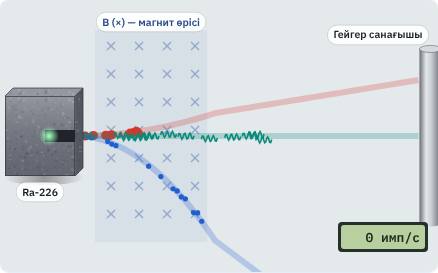 B (×) — магнит өрісі
Гейгер санағышы
Ra-226
0 имп/с